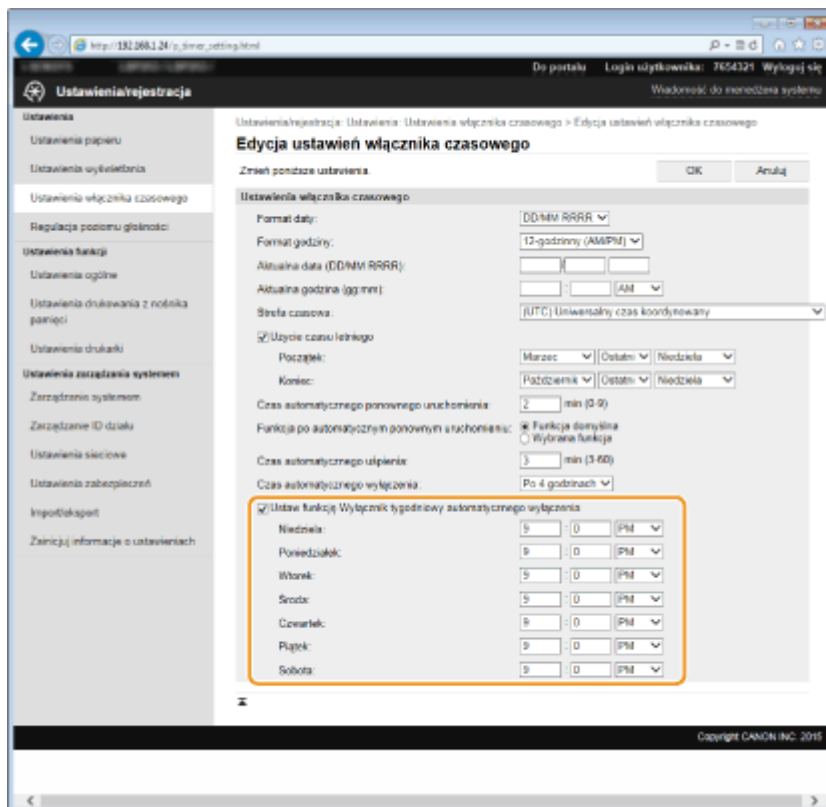 http://192.168.1.24/p_timer_setting.html
Do portalu Login użytkownika: 7654321 Wyloguj się
Ustawienia/rejestracja
Wiadomość do menedżera systemu
Ustawienia
Ustawienia papieru
Ustawienia wyświetlania
Ustawienia włącznika czasowego
Regulacja poziomu głośności
Ustawienia funkcji
Ustawienia ogólne
Ustawienia drukowania z nośnika
pamięci
Ustawienia drukarki
Ustawienia zarządzania systemem
Zarządzanie systemem
Zarządzanie ID działu
Ustawienia sieciowe
Ustawienia zabezpieczeń
Import/eksport
Zainicjuj informacje o ustawieniach
Ustawienia/rejestracja: Ustawienia: Ustawienia włącznika czasowego > Edycja ustawień włącznika czasowego
Edycja ustawień włącznika czasowego
Zmień poniższe ustawienia. OK Anuluj
Ustawienia włącznika czasowego
Format daty: DD/MM RRRR
Format godziny: 12-godzinny (AM/PM)
Aktualna data (DD/MM RRRR): /
Aktualna godzina (gg:mm): : AM
Strefa czasowa: (UTC) Uniwersalny czas koordynowany
Użycie czasu letniego
Początek: Marzec Ostatni Niedziela
Koniec: Październik Ostatni Niedziela
Czas automatycznego ponownego uruchomienia: 2 min (0-9)
Funkcja po automatycznym ponownym uruchomieniu: Funkcja domyślna
Wybrana funkcja
Czas automatycznego uśpienia: 3 min (3-60)
Czas automatycznego wyłączenia: Po 4 godzinach
Ustaw funkcję Wyłącznik tygodniowy automatycznego wyłączenia
Niedziela: 9 : 0 PM
Poniedziałek: 9 : 0 PM
Wtorek: 9 : 0 PM
Środa: 9 : 0 PM
Czwartek: 9 : 0 PM
Piątek: 9 : 0 PM
Sobota: 9 : 0 PM
Copyright CANON INC. 2015